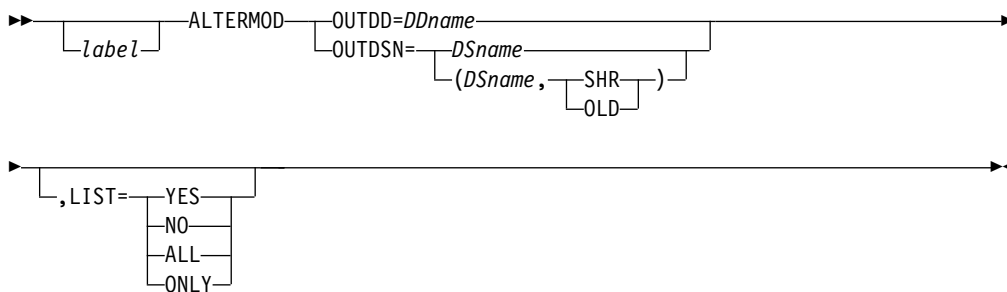 ALTERMOD OUTDD=DDname
label OUTDSN= DSname
(DSname, SHR )
OLD
,LIST= YES
NO
ALL
ONLY